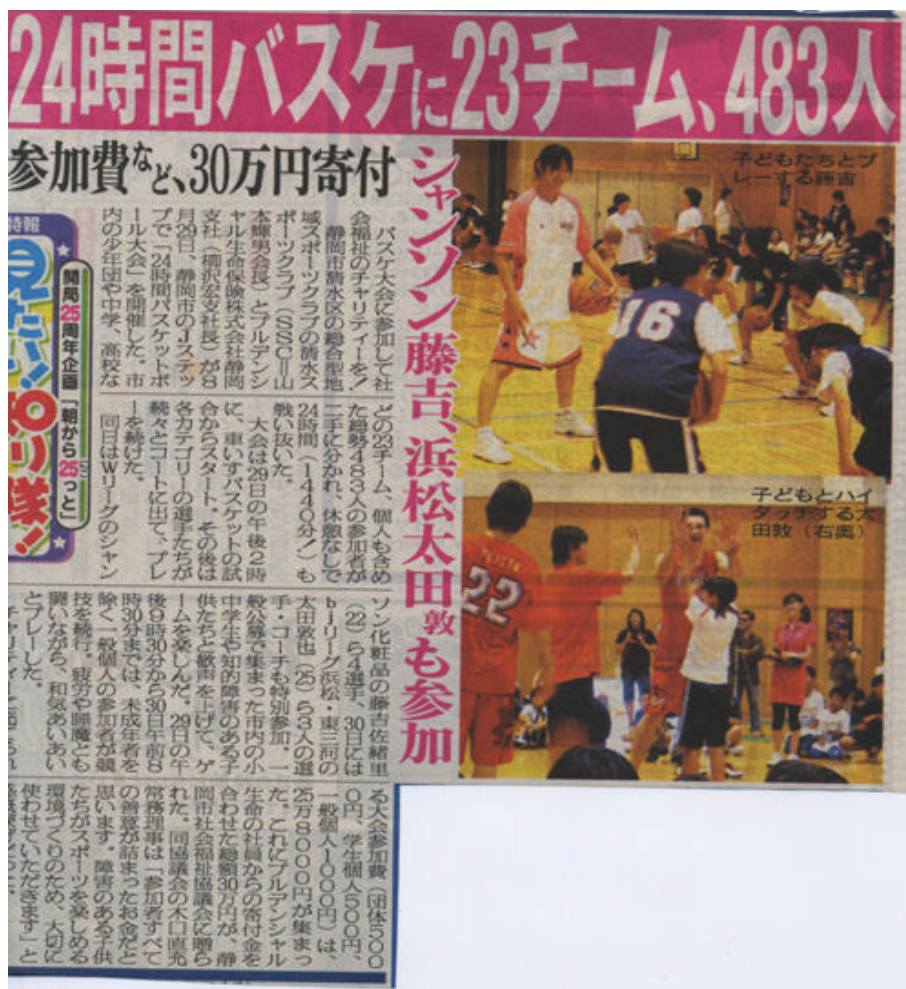 24時間バスケに23チーム、483人
参加費など、30万円寄付
シャンソン藤吉、浜松太田敦も参加
子どもたちとプ
レーする藤吉
子どもとハイ
タッチする太
田敦（右奥）
特報
見たい!知り隊!
開局25周年企画「朝から25っと」
バスケ大会に参加して社
会福祉のチャリティーを！
静岡市清水区の総合型地
域スポーツクラブの清水ス
ポーツクラブ（SSC＝山
本輝男会長）とプルデンシ
ャル生命保険株式会社静岡
支社（柳沢宏支社長）が8
月29日、静岡市のJステッ
プで「24時間バスケットボ
ール大会」を開催した。市
内の少年団や中学、高校な
どの23チーム、個人も含め
た総勢483人の参加者が
二手に分かれ、休憩なしで
24時間（1440分！）も
戦い抜いた。
大会は29日の午後2時
に、車いすバスケットの試
合からスタート。その後は
各カテゴリーの選手たちが
続々とコートに出て、プレ
ーを続けた。
同日はWリーグのシャン
ソン化粧品の藤吉佐緒里
（22）ら4選手、30日には
bjリーグ浜松・東三河の
太田敦也（25）ら3人の選
手・コーチも特別参加。一
般公募で集まった市内の小
中学生や知的障害のある子
供たちと歓声を上げて、ゲ
ームを楽しんだ。29日の午
後9時30分から30日午前8
時30分までは、未成年者を
除く一般個人の参加者が競
技を続行。疲労や睡魔とも
闘いながら、和気あいあい
とプレーした。
る大会参加費（団体500
0円、学生個人500円、
一般個人1000円）は、
25万8000円が集まっ
た。これにプルデンシャル
生命の社員からの寄付金を
合わせた総額30万円が、静
岡市社会福祉協議会に贈ら
れた。同協議会の木口直充
常務理事は「参加者すべて
の善意が詰まったお金だと
思います。障害のある子供
たちがスポーツを楽しめる
環境づくりのため、大切に
使わせていただきます」と
16
22